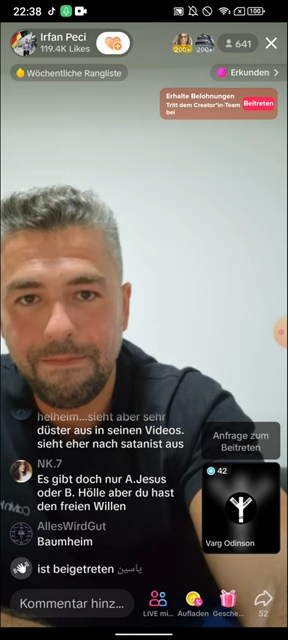 22:38
100
Irfan Peci
119.4K Likes
200+
200+
641
Wöchentliche Rangliste
Erkunden
Erhalte Belohnungen
Tritt dem Creator*in-Team
bei
Beitreten
helheim...sieht aber sehr
düster aus in seinen Videos.
sieht eher nach satanist aus
NK.7
Es gibt doch nur A.Jesus
oder B. Hölle aber du hast
den freien Willen
AllesWirdGut
Baumheim
ist beigetreten ياسين
Anfrage zum
Beitreten
42
Varg Odinson
Kommentar hinz...
LIVE mi...
Aufladen
Gesche...
52